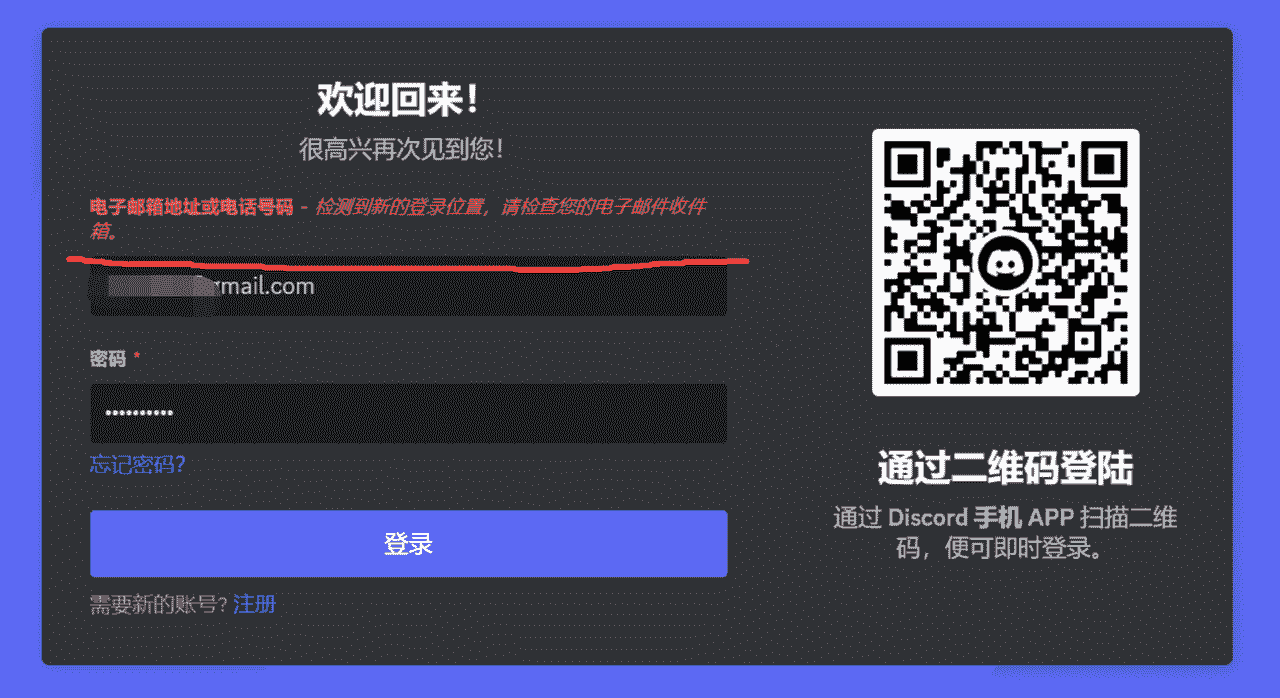 欢迎回来！
很高兴再次见到您！
电子邮箱地址或电话号码 - 检测到新的登录位置，请检查您的电子邮件收件
箱。
mail.com
密码 *
忘记密码？
登录
需要新的账号？注册
通过二维码登陆
通过 Discord 手机 APP 扫描二维
码，便可即时登录。